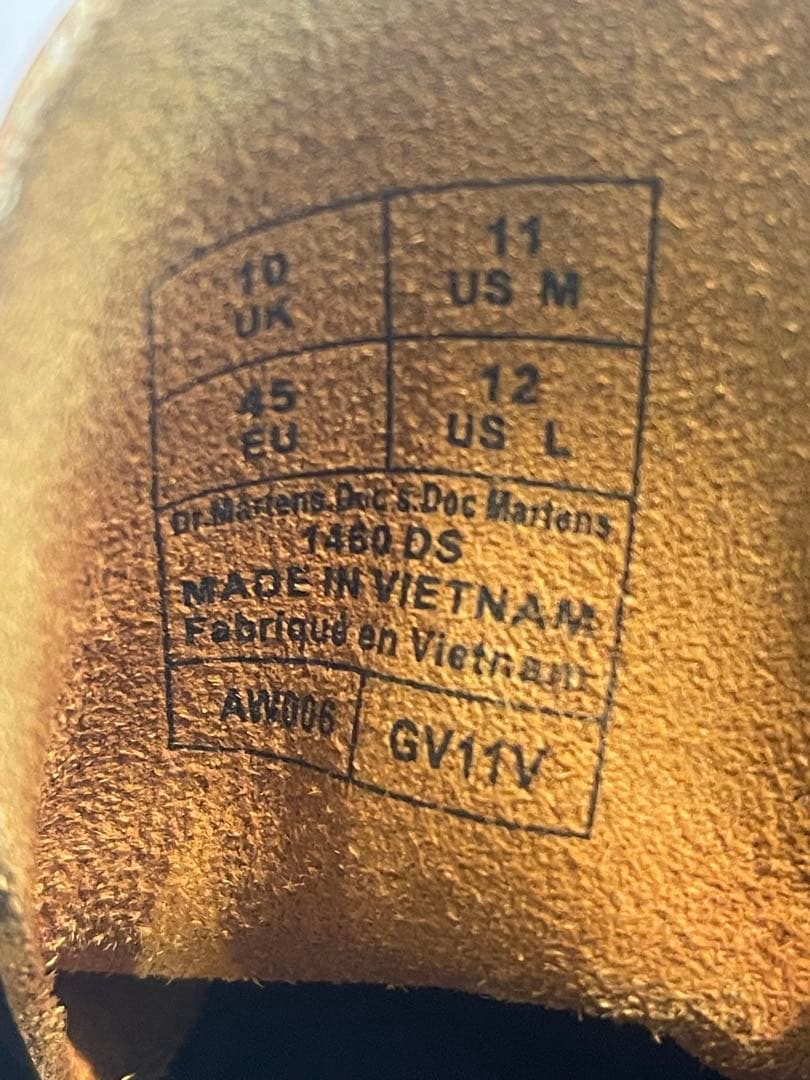 10
UK
11
US M
45
EU
12
US L
Dr.Martens.Doc's.Doc Martens
1460 DS
MADE IN VIETNAM
Fabriqué en Vietnam
AW006
GV11V